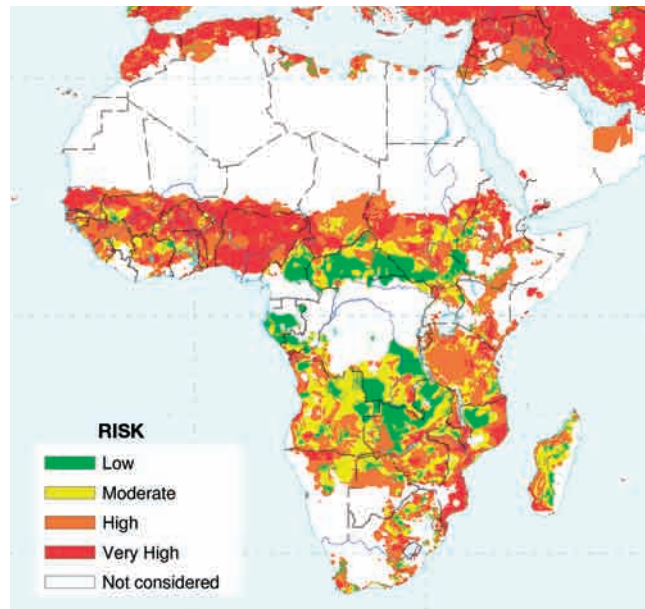 RISK
Low
Moderate
High
Very High
Not considered